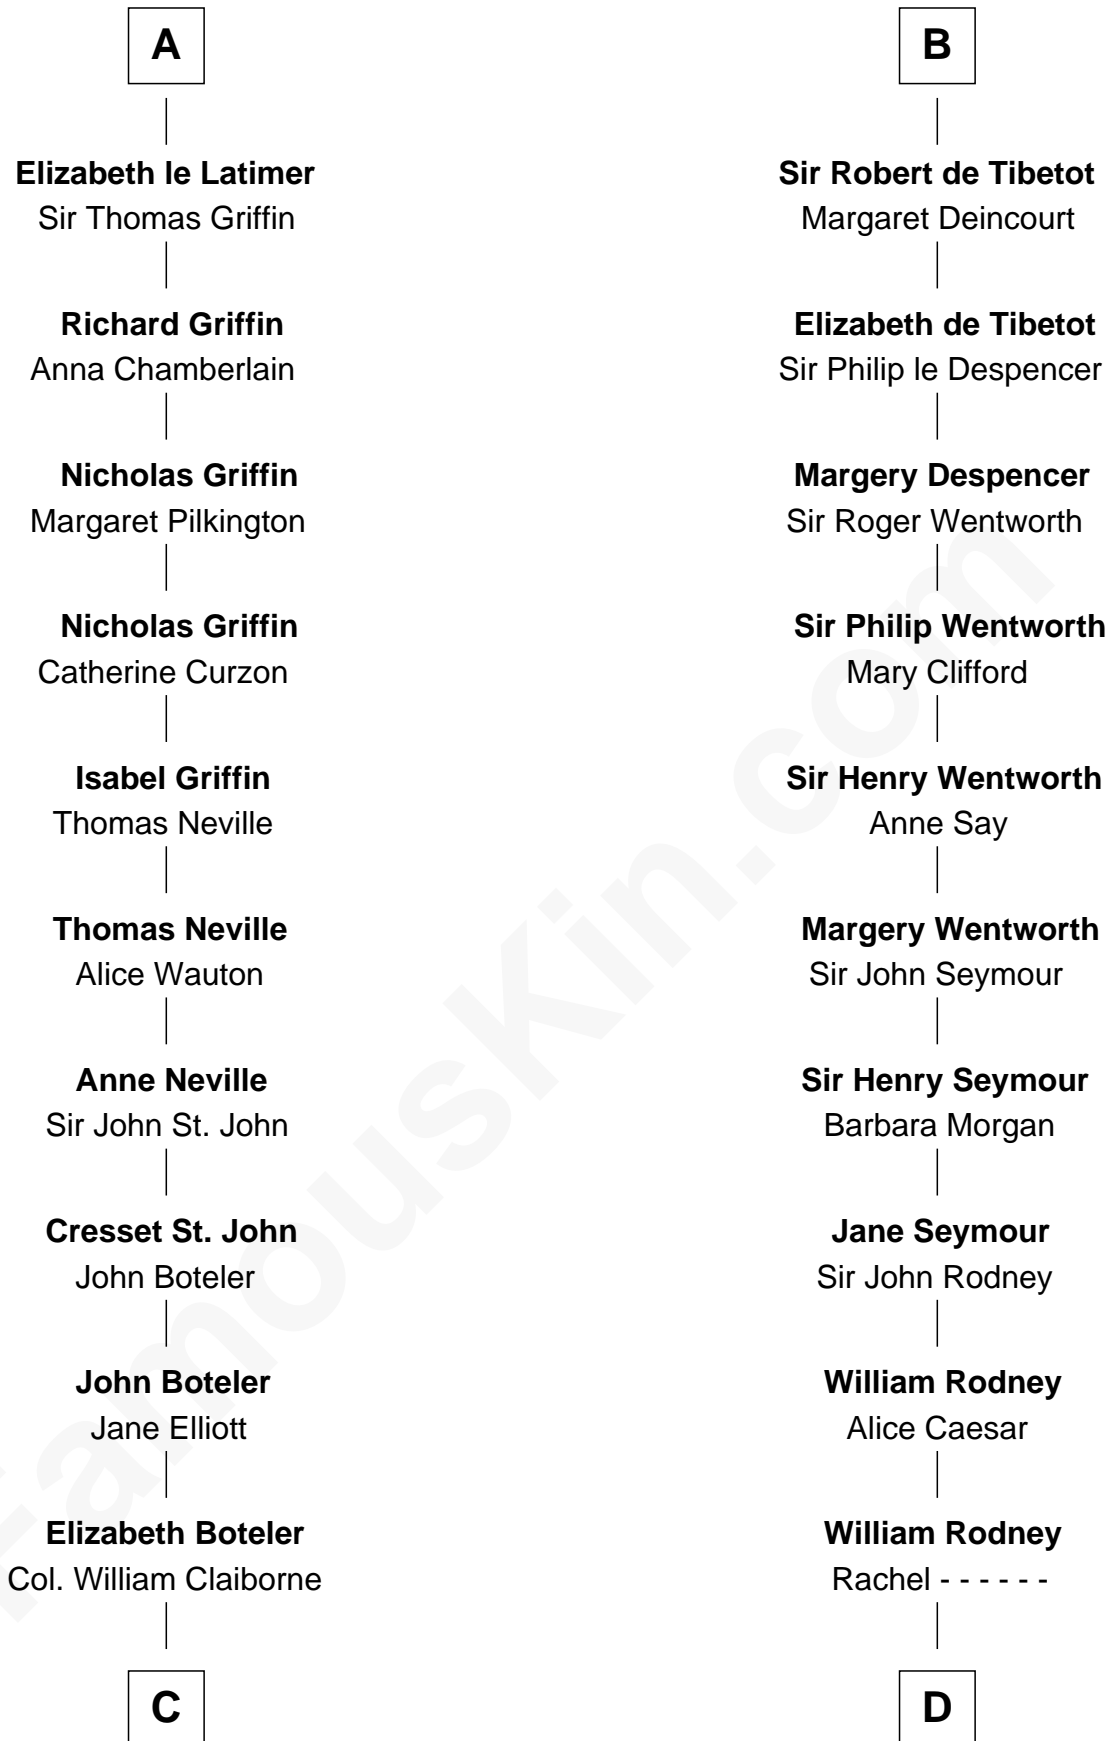 A
Elizabeth le Latimer
Sir Thomas Griffin
Richard Griffin
Anna Chamberlain
Nicholas Griffin
Margaret Pilkington
Nicholas Griffin
Catherine Curzon
Isabel Griffin
Thomas Neville
Thomas Neville
Alice Wauton
Anne Neville
Sir John St. John
Cresset St. John
John Boteler
John Boteler
Jane Elliott
Elizabeth Boteler
Col. William Claiborne
C
B
Sir Robert de Tibetot
Margaret Deincourt
Elizabeth de Tibetot
Sir Philip le Despencer
Margery Despencer
Sir Roger Wentworth
Sir Philip Wentworth
Mary Clifford
Sir Henry Wentworth
Anne Say
Margery Wentworth
Sir John Seymour
Sir Henry Seymour
Barbara Morgan
Jane Seymour
Sir John Rodney
William Rodney
Alice Caesar
William Rodney
Rachel - - - - - -
D
FamousKin.com